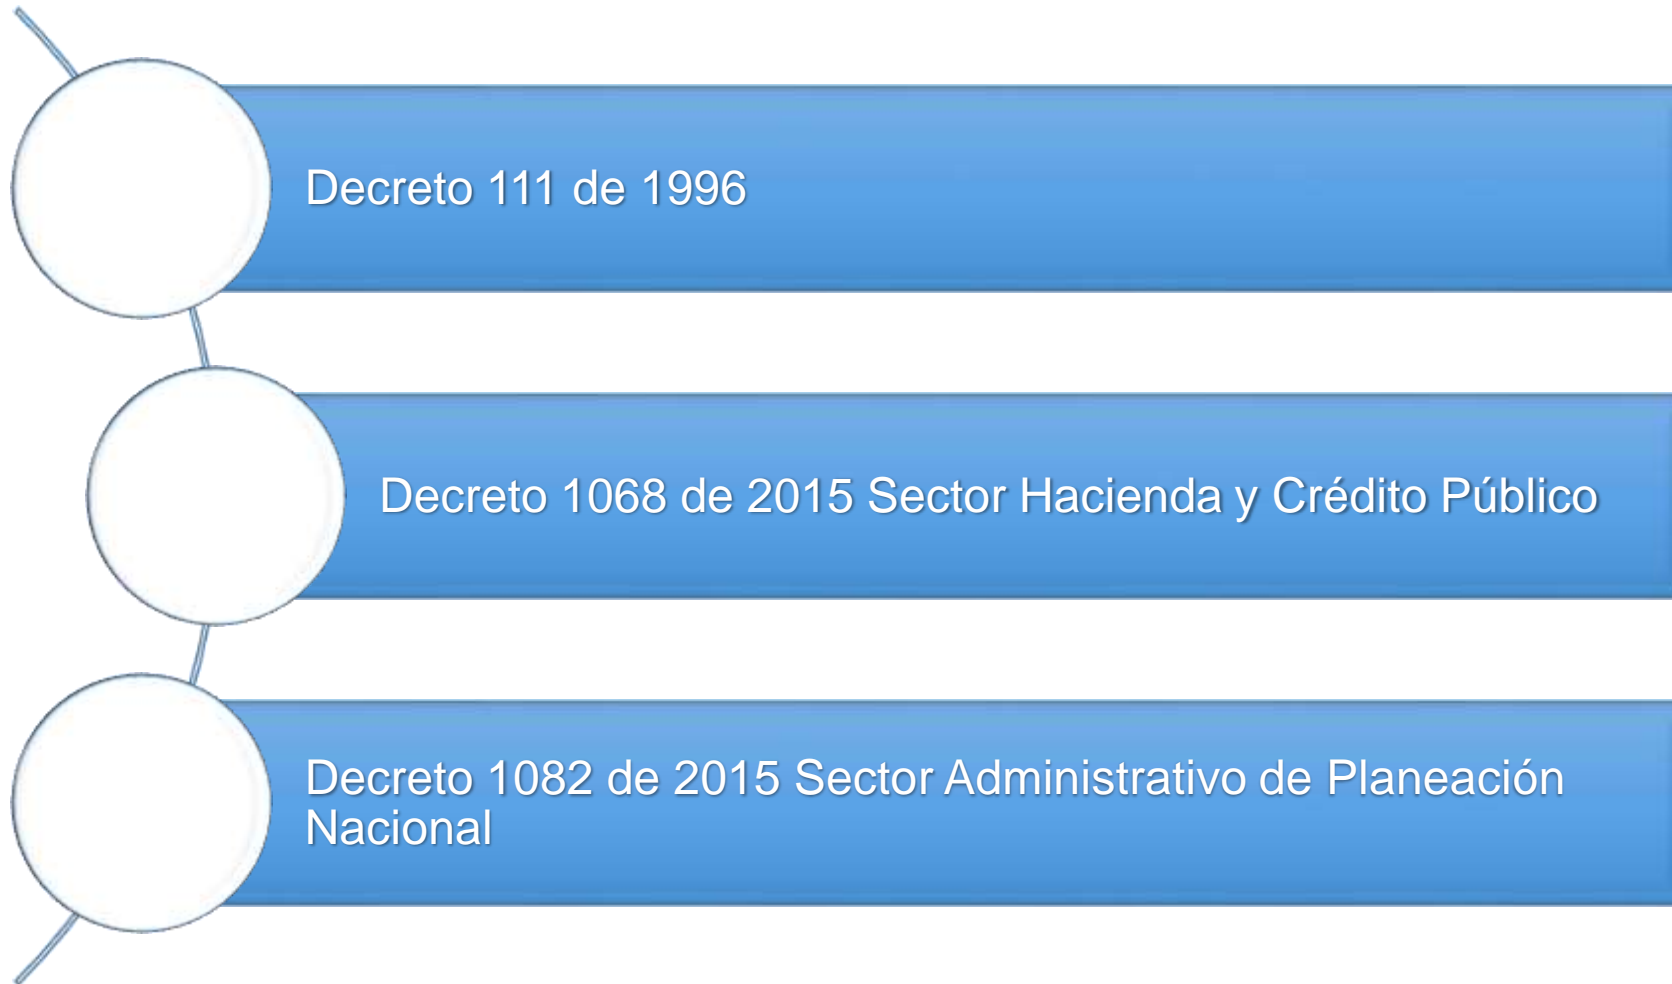 Decreto 111 de 1996
Decreto 1068 de 2015 Sector Hacienda y Crédito Público
Decreto 1082 de 2015 Sector Administrativo de Planeación
Nacional